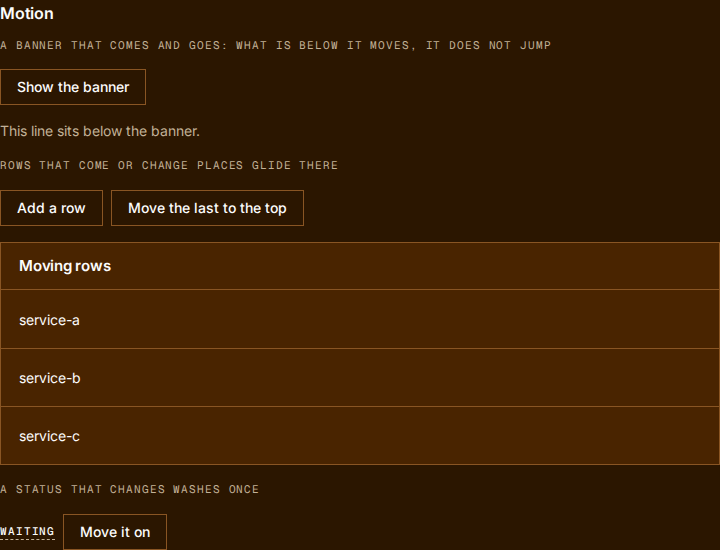 Motion
A BANNER THAT COMES AND GOES: WHAT IS BELOW IT MOVES, IT DOES NOT JUMP
Show the banner
This line sits below the banner.
ROWS THAT COME OR CHANGE PLACES GLIDE THERE
Add a row Move the last to the top
Moving rows
service-a
service-b
service-c
A STATUS THAT CHANGES WASHES ONCE
WAITING Move it on